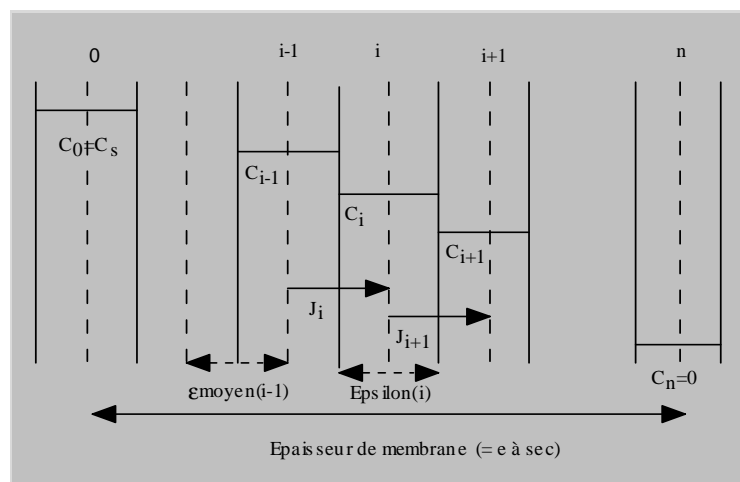 0 i-1 i i+1 n
C0=Cs
Ci-1
Ci
Ci+1
Ji
Ji+1
εmoyen(i-1)
Epsilon(i)
Cn=0
Epaisseur de membrane (= e à sec)